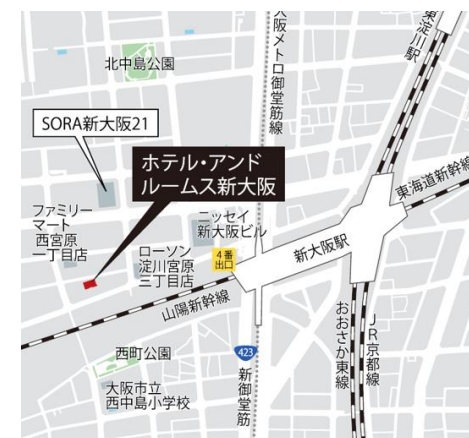 大阪メトロ御堂筋線
東淀川駅
北中島公園
SORA新大阪21
ホテル・アンド
ルームス新大阪
東海道新幹線
ファミリー
マート
西宮原
一丁目店
ニッセイ
新大阪ビル
ローソン
淀川宮原
三丁目店
4番
出口
新大阪駅
山陽新幹線
おおさか東線
JR京都線
西町公園
423
新御堂筋
大阪市立
西中島小学校